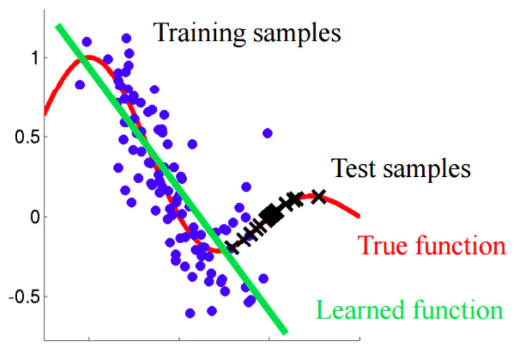 Training samples
1
0.5
Test samples
0
True function
-0.5
Learned function